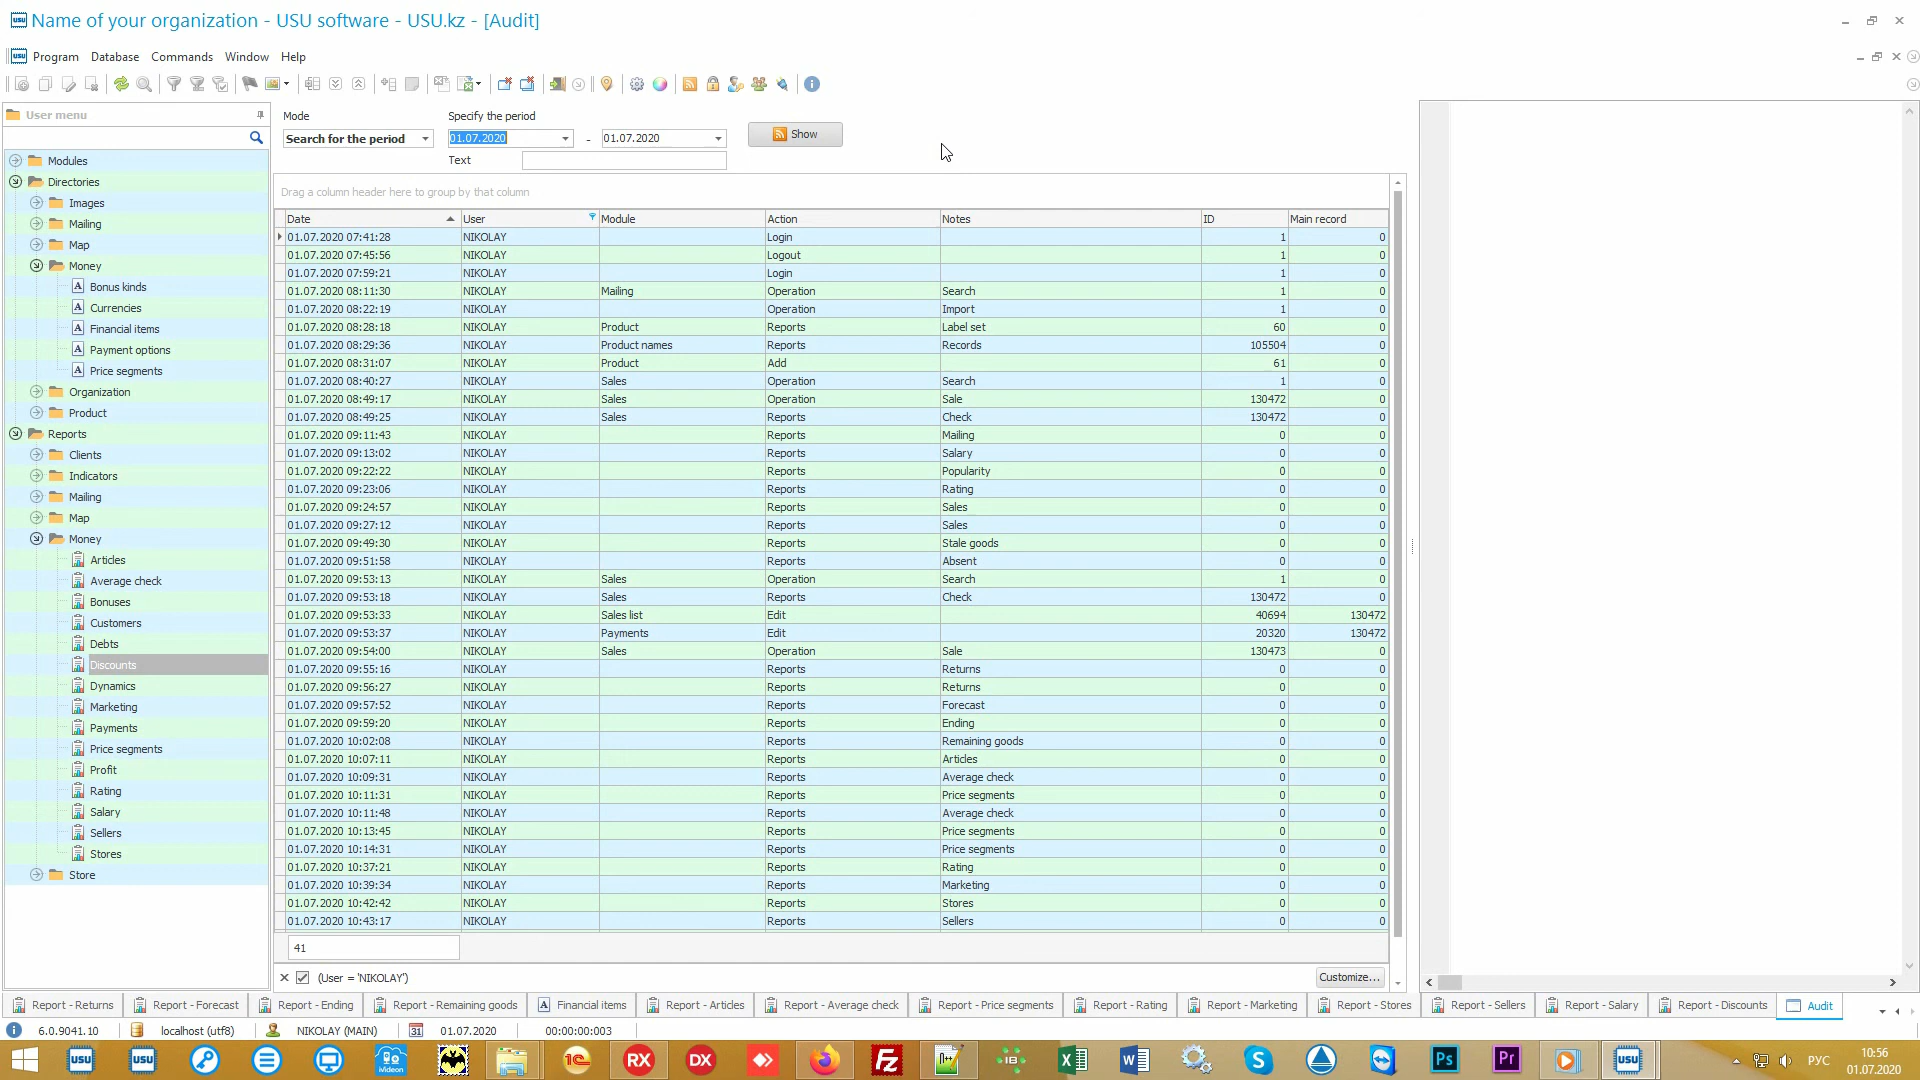 Name of your organization - USU software - USU.kz - [Audit]
Program Database Commands Window Help
User menu
Modules
Directories
Images
Mailing
Map
Money
Bonus kinds
Currencies
Financial items
Payment options
Price segments
Organization
Product
Reports
Clients
Indicators
Mailing
Map
Money
Articles
Average check
Bonuses
Customers
Debts
Discounts
Dynamics
Marketing
Payments
Price segments
Profit
Rating
Salary
Sellers
Stores
Store
Mode Specify the period
Search for the period 01.07.2020 - 01.07.2020 Show
Text
Drag a column header here to group by that column
Date User Module Action Notes ID Main record
01.07.2020 07:41:28 NIKOLAY Login 1 0
01.07.2020 07:45:56 NIKOLAY Logout 1 0
01.07.2020 07:59:21 NIKOLAY Login 1 0
01.07.2020 08:11:30 NIKOLAY Mailing Operation Search 1 0
01.07.2020 08:22:19 NIKOLAY Operation Import 1 0
01.07.2020 08:28:18 NIKOLAY Product Reports Label set 60 0
01.07.2020 08:29:36 NIKOLAY Product names Reports Records 105504 0
01.07.2020 08:31:07 NIKOLAY Product Add 61 0
01.07.2020 08:40:27 NIKOLAY Sales Operation Search 1 0
01.07.2020 08:49:17 NIKOLAY Sales Operation Sale 130472 0
01.07.2020 08:49:25 NIKOLAY Sales Reports Check 130472 0
01.07.2020 09:11:43 NIKOLAY Reports Mailing 0 0
01.07.2020 09:13:02 NIKOLAY Reports Salary 0 0
01.07.2020 09:22:22 NIKOLAY Reports Popularity 0 0
01.07.2020 09:23:06 NIKOLAY Reports Rating 0 0
01.07.2020 09:24:57 NIKOLAY Reports Sales 0 0
01.07.2020 09:27:12 NIKOLAY Reports Sales 0 0
01.07.2020 09:49:30 NIKOLAY Reports Stale goods 0 0
01.07.2020 09:51:58 NIKOLAY Reports Absent 0 0
01.07.2020 09:53:13 NIKOLAY Sales Operation Search 1 0
01.07.2020 09:53:18 NIKOLAY Sales Reports Check 130472 0
01.07.2020 09:53:33 NIKOLAY Sales list Edit 40694 130472
01.07.2020 09:53:37 NIKOLAY Payments Edit 20320 130472
01.07.2020 09:54:00 NIKOLAY Sales Operation Sale 130473 0
01.07.2020 09:55:16 NIKOLAY Reports Returns 0 0
01.07.2020 09:56:27 NIKOLAY Reports Returns 0 0
01.07.2020 09:57:52 NIKOLAY Reports Forecast 0 0
01.07.2020 09:59:20 NIKOLAY Reports Ending 0 0
01.07.2020 10:02:08 NIKOLAY Reports Remaining goods 0 0
01.07.2020 10:07:11 NIKOLAY Reports Articles 0 0
01.07.2020 10:09:31 NIKOLAY Reports Average check 0 0
01.07.2020 10:11:31 NIKOLAY Reports Price segments 0 0
01.07.2020 10:11:48 NIKOLAY Reports Average check 0 0
01.07.2020 10:13:45 NIKOLAY Reports Price segments 0 0
01.07.2020 10:14:31 NIKOLAY Reports Price segments 0 0
01.07.2020 10:37:21 NIKOLAY Reports Rating 0 0
01.07.2020 10:39:34 NIKOLAY Reports Marketing 0 0
01.07.2020 10:42:42 NIKOLAY Reports Stores 0 0
01.07.2020 10:43:17 NIKOLAY Reports Sellers 0 0
41
(User = 'NIKOLAY') Customize...
Report - Returns Report - Forecast Report - Ending Report - Remaining goods Financial items Report - Articles Report - Average check Report - Price segments Report - Rating Report - Marketing Report - Stores Report - Sellers Report - Salary Report - Discounts Audit
6.0.9041.10 localhost (utf8) NIKOLAY (MAIN) 31 01.07.2020 00:00:00:003
USU USU iVideon 1С RX DX Fz IB X W S Ps Pr USU РУС 10:56
01.07.2020